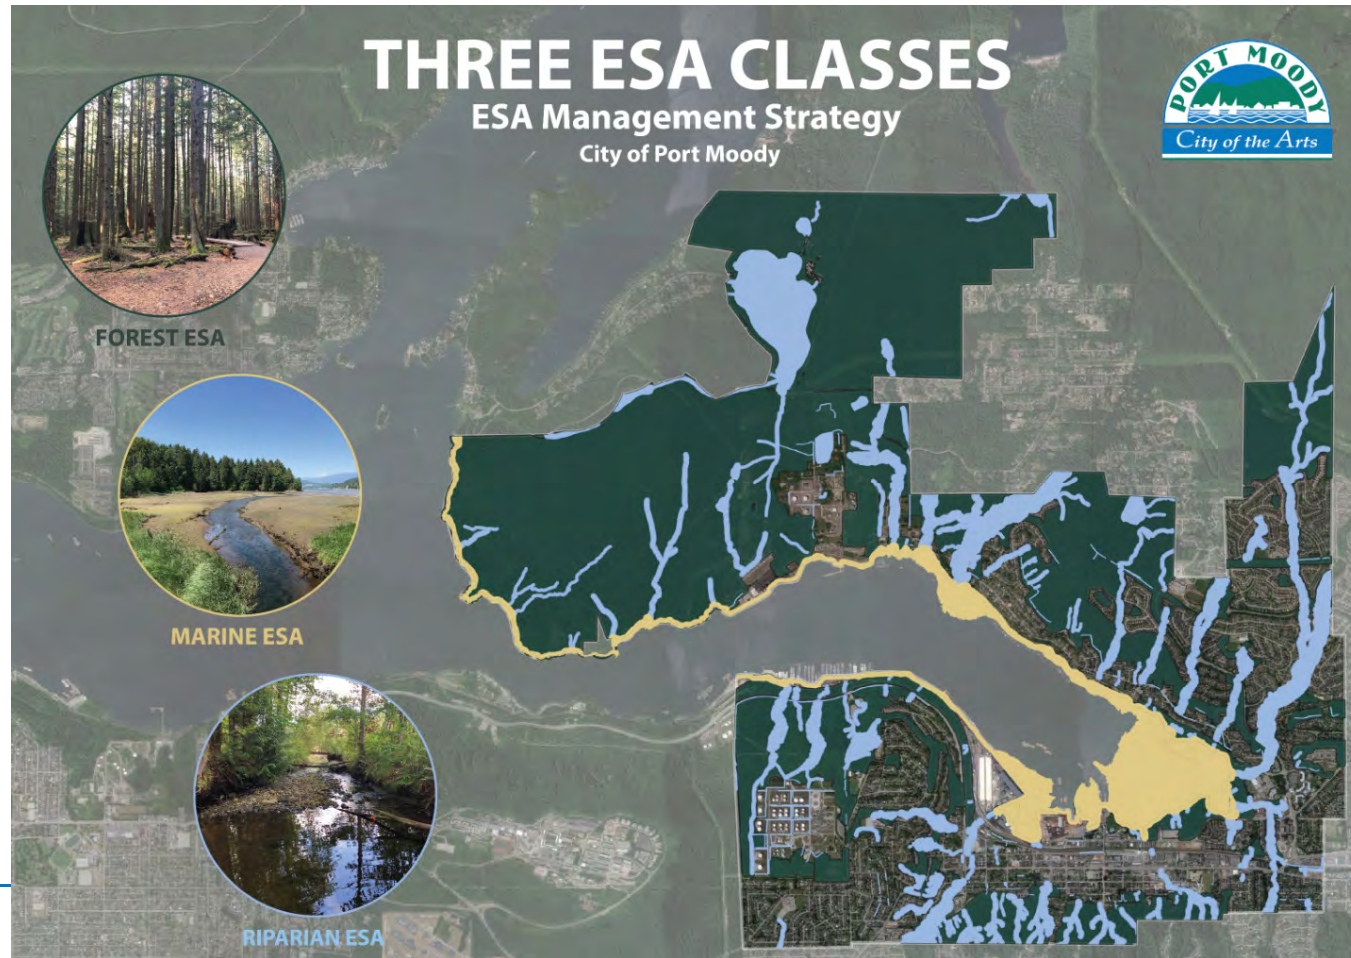 THREE ESA CLASSES
ESA Management Strategy
City of Port Moody
PORT MOODY
City of the Arts
FOREST ESA
MARINE ESA
RIPARIAN ESA